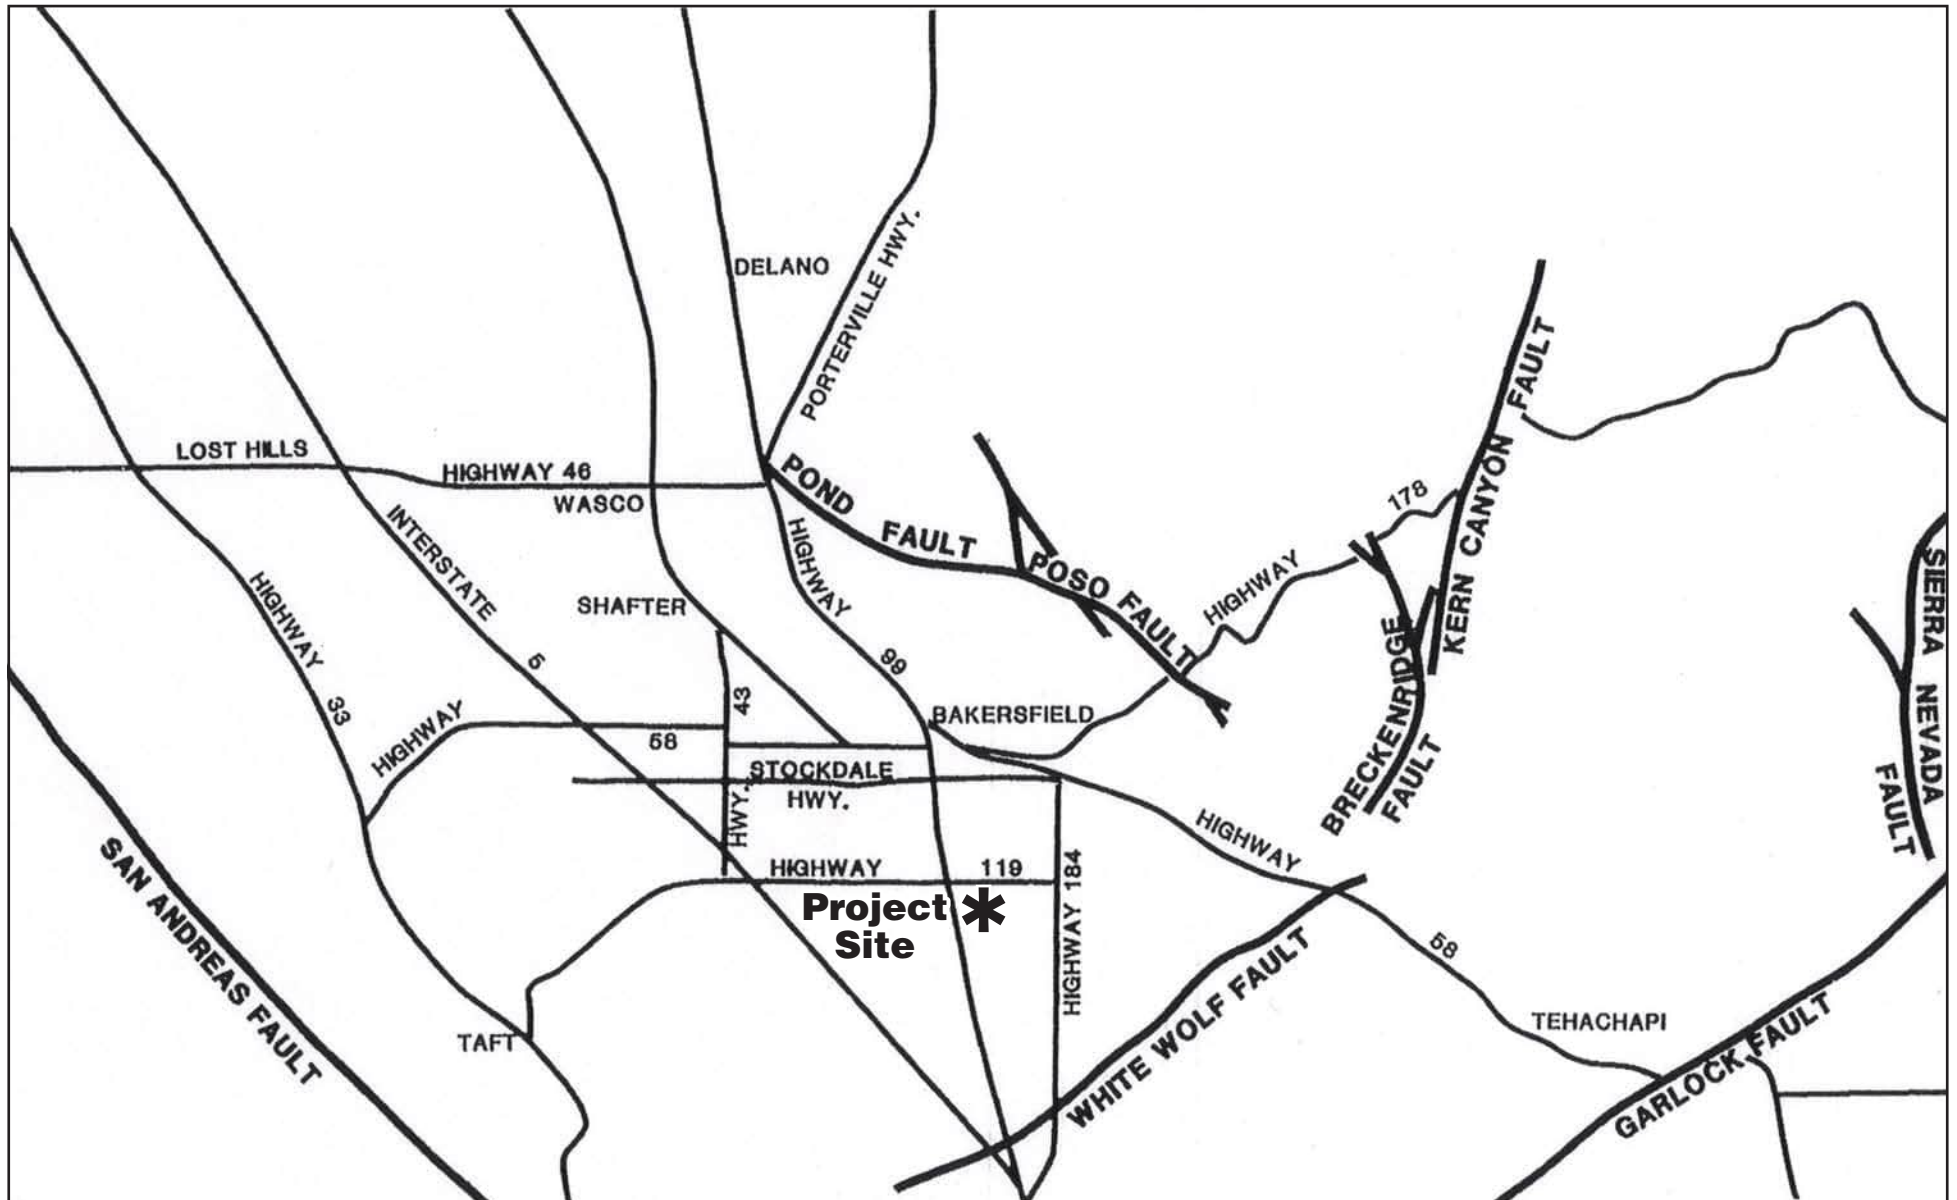 DELANO
PORTERVILLE HWY.
LOST HILLS
HIGHWAY 46
WASCO
POND FAULT
POSO FAULT
KERN CANYON FAULT
HIGHWAY 178
INTERSTATE 5
HIGHWAY 99
HIGHWAY 33
SHAFTER
SIERRA NEVADA FAULT
BRECKENRIDGE FAULT
43
HWY.
HIGHWAY
58
BAKERSFIELD
STOCKDALE
HWY.
HIGHWAY 58
HIGHWAY 119
HIGHWAY 184
Project
Site
SAN ANDREAS FAULT
WHITE WOLF FAULT
TAFT
TEHACHAPI
GARLOCK FAULT